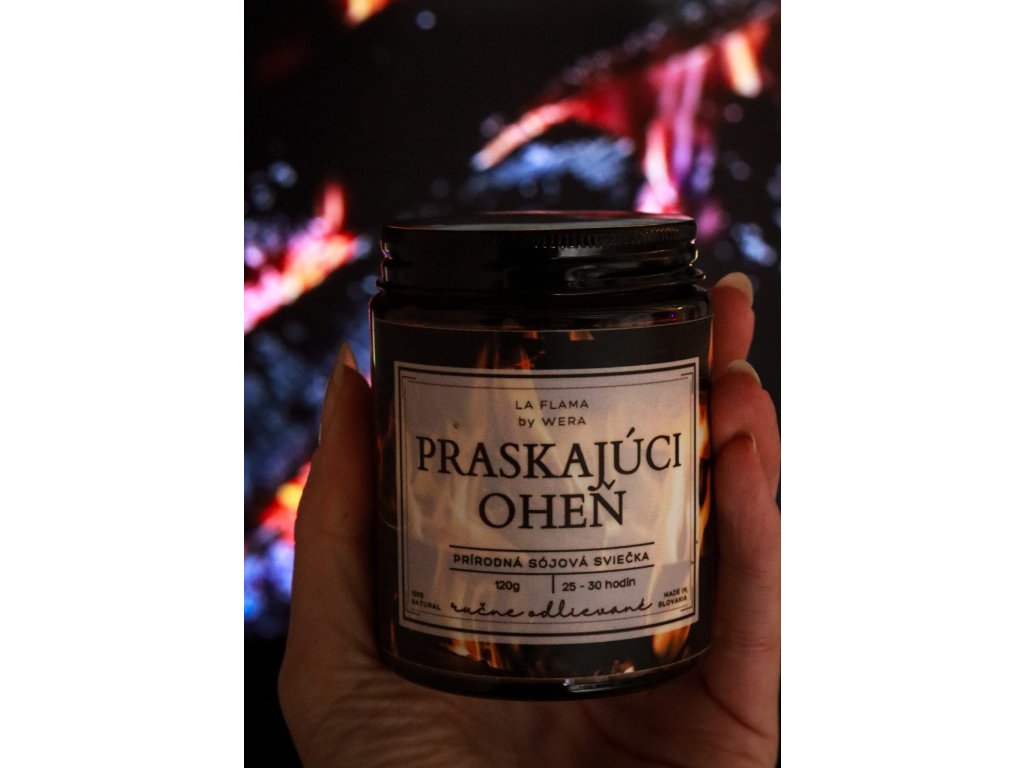 LA FLAMA
by WERA
PRASKAJÚCI
OHEŇ
PRÍRODNÁ SÓJOVÁ SVIEČKA
120g 25 - 30 hodín
100%
NATURAL
ručne odlievané
MADE IN
SLOVAKIA